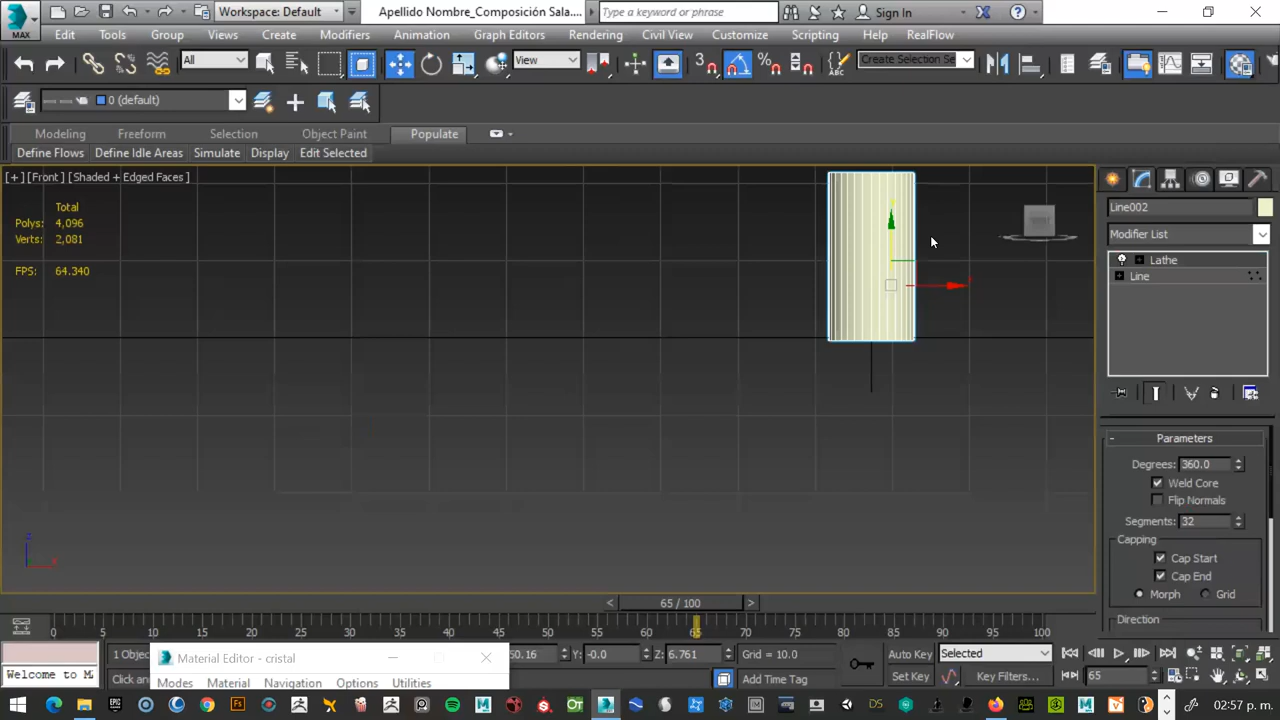 MAX
Workspace: Default
Apellido Nombre_Composición Sala....
Type a keyword or phrase
Sign In
Edit Tools Group Views Create Modifiers Animation Graph Editors Rendering Civil View Customize Scripting Help RealFlow
All
View
3
Create Selection Se
ABC
0 (default)
Modeling Freeform Selection Object Paint Populate
Define Flows Define Idle Areas Simulate Display Edit Selected
[+] [Front] [Shaded + Edged Faces]
Total
Polys: 4,096
Verts: 2,081
FPS: 64.340
FRONT
z
x
Line002
Modifier List
Lathe
Line
Parameters
Degrees: 360.0
Weld Core
Flip Normals
Segments: 32
Capping
Cap Start
Cap End
Morph Grid
Direction
< 65 / 100 >
0 5 10 15 20 25 30 35 40 45 50 55 60 65 70 75 80 85 90 95 100
1 Objec
Material Editor - cristal
50.16 Y: -0.0 Z: 6.761 Grid = 10.0
Auto Key Selected
Welcome to M
Click an
Modes Material Navigation Options Utilities
Add Time Tag
Set Key Key Filters... 65
02:57 p. m.